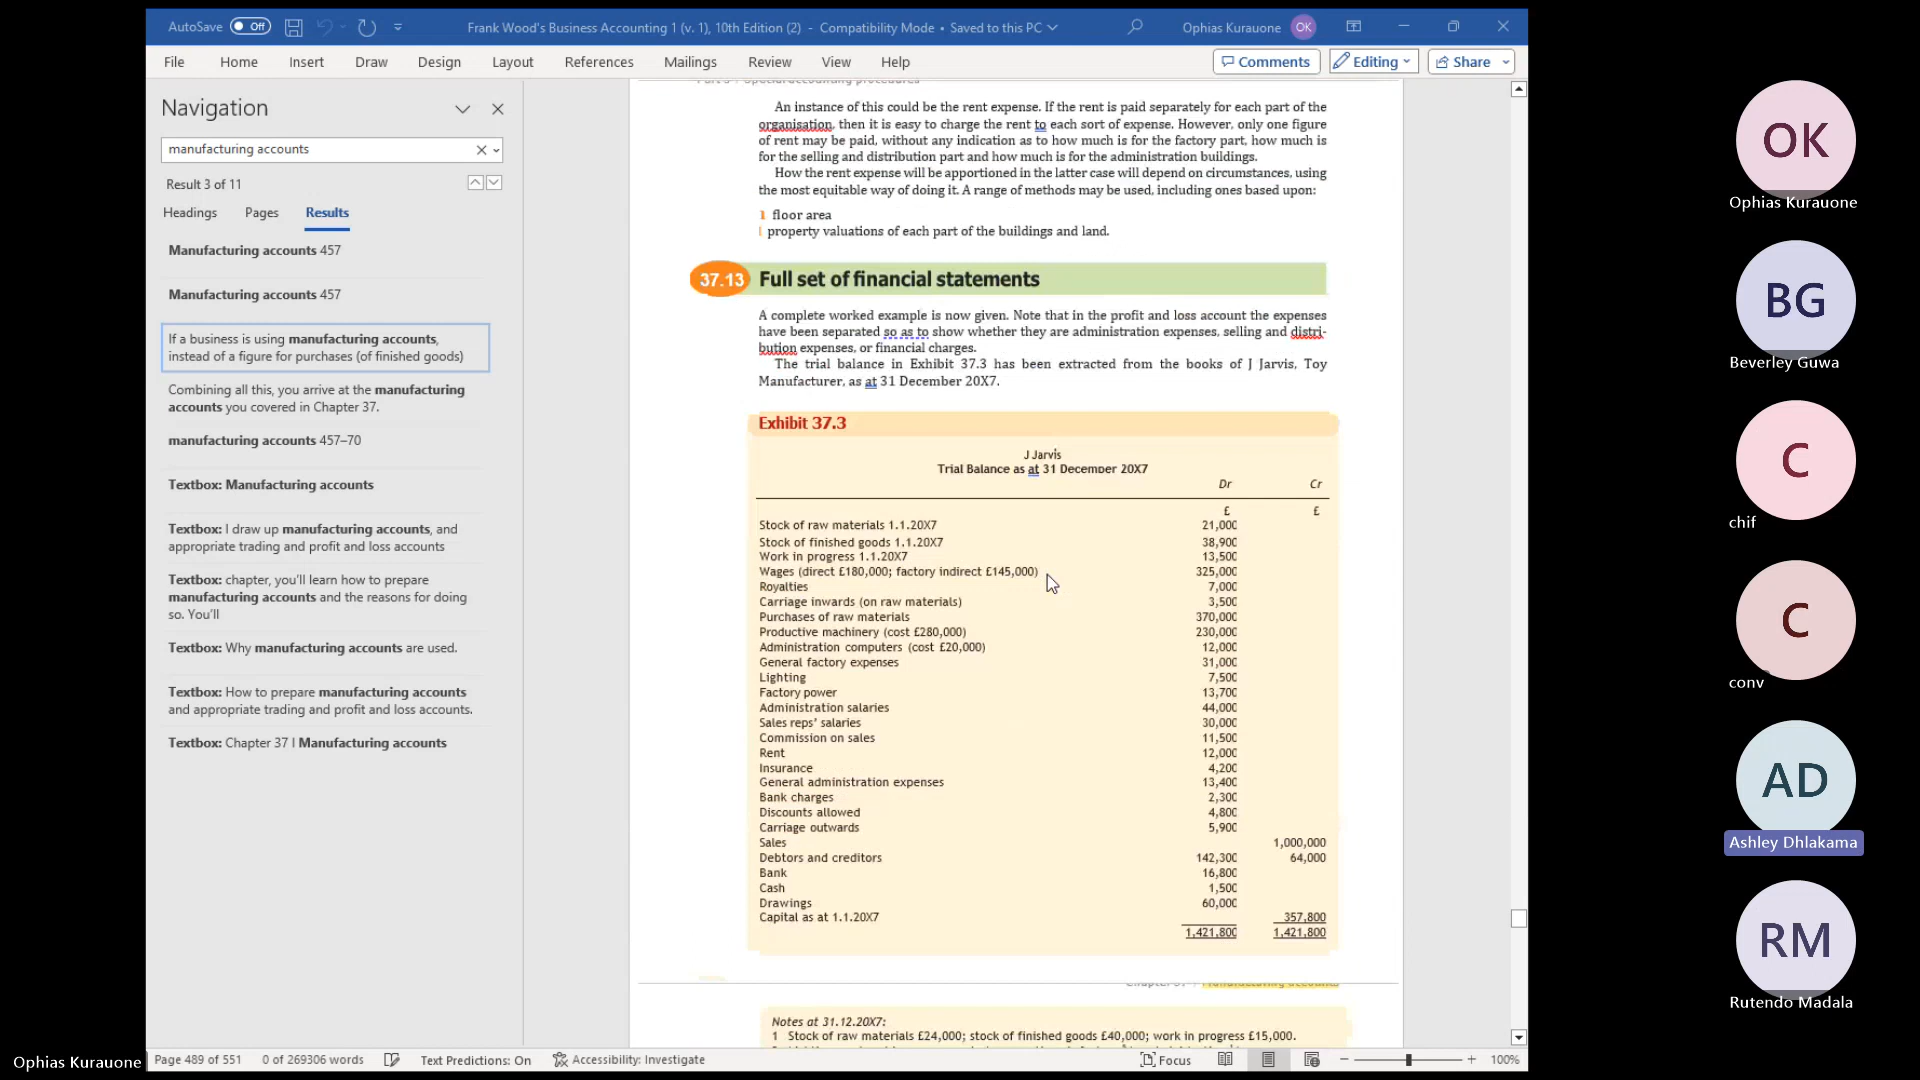 AutoSave Off
Frank Wood's Business Accounting 1 (v. 1), 10th Edition (2) - Compatibility Mode • Saved to this PC
Ophias Kurauone OK
File Home Insert Draw Design Layout References Mailings Review View Help
Comments Editing Share
Navigation
manufacturing accounts
Result 3 of 11
Headings Pages Results
Manufacturing accounts 457
Manufacturing accounts 457
If a business is using manufacturing accounts,
instead of a figure for purchases (of finished goods)
Combining all this, you arrive at the manufacturing
accounts you covered in Chapter 37.
manufacturing accounts 457–70
Textbox: Manufacturing accounts
Textbox: I draw up manufacturing accounts, and
appropriate trading and profit and loss accounts
Textbox: chapter, you'll learn how to prepare
manufacturing accounts and the reasons for doing
so. You'll
Textbox: Why manufacturing accounts are used.
Textbox: How to prepare manufacturing accounts
and appropriate trading and profit and loss accounts.
Textbox: Chapter 37 l Manufacturing accounts
An instance of this could be the rent expense. If the rent is paid separately for each part of the
organisation, then it is easy to charge the rent to each sort of expense. However, only one figure
of rent may be paid, without any indication as to how much is for the factory part, how much is
for the selling and distribution part and how much is for the administration buildings.
How the rent expense will be apportioned in the latter case will depend on circumstances, using
the most equitable way of doing it. A range of methods may be used, including ones based upon:
l floor area
l property valuations of each part of the buildings and land.
37.13 Full set of financial statements
A complete worked example is now given. Note that in the profit and loss account the expenses
have been separated so as to show whether they are administration expenses, selling and distri-
bution expenses, or financial charges.
The trial balance in Exhibit 37.3 has been extracted from the books of J Jarvis, Toy
Manufacturer, as at 31 December 20X7.
Exhibit 37.3
J Jarvis
Trial Balance as at 31 December 20X7
Dr Cr
£ £
Stock of raw materials 1.1.20X7 21,000
Stock of finished goods 1.1.20X7 38,900
Work in progress 1.1.20X7 13,500
Wages (direct £180,000; factory indirect £145,000) 325,000
Royalties 7,000
Carriage inwards (on raw materials) 3,500
Purchases of raw materials 370,000
Productive machinery (cost £280,000) 230,000
Administration computers (cost £20,000) 12,000
General factory expenses 31,000
Lighting 7,500
Factory power 13,700
Administration salaries 44,000
Sales reps' salaries 30,000
Commission on sales 11,500
Rent 12,000
Insurance 4,200
General administration expenses 13,400
Bank charges 2,300
Discounts allowed 4,800
Carriage outwards 5,900
Sales 1,000,000
Debtors and creditors 142,300 64,000
Bank 16,800
Cash 1,500
Drawings 60,000
Capital as at 1.1.20X7 357,800
1,421,800 1,421,800
Manufacturing accounts
Notes at 31.12.20X7:
1 Stock of raw materials £24,000; stock of finished goods £40,000; work in progress £15,000.
Page 489 of 551 0 of 269306 words Text Predictions: On Accessibility: Investigate
Focus 100%
Ophias Kurauone
OK
Ophias Kurauone
BG
Beverley Guwa
C
chif
C
conv
AD
Ashley Dhlakama
RM
Rutendo Madala